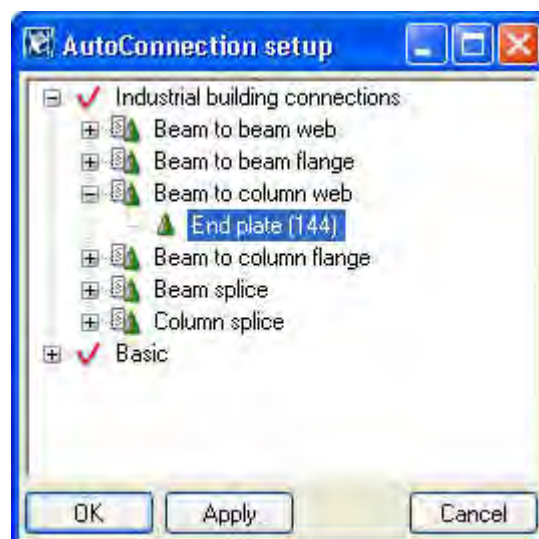 AutoConnection setup
Industrial building connections
Beam to beam web
Beam to beam flange
Beam to column web
End plate (144)
Beam to column flange
Beam splice
Column splice
Basic
OK Apply Cancel